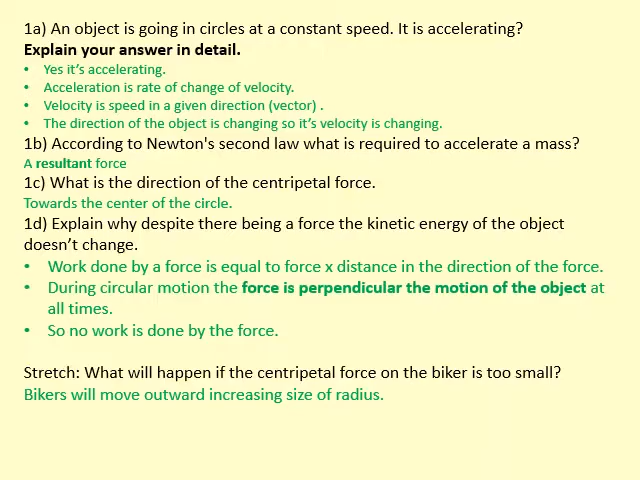 1a) An object is going in circles at a constant speed. It is accelerating?
Explain your answer in detail.
• Yes it's accelerating.
• Acceleration is rate of change of velocity.
• Velocity is speed in a given direction (vector) .
• The direction of the object is changing so it's velocity is changing.
1b) According to Newton's second law what is required to accelerate a mass?
A resultant force
1c) What is the direction of the centripetal force.
Towards the center of the circle.
1d) Explain why despite there being a force the kinetic energy of the object
doesn't change.
• Work done by a force is equal to force x distance in the direction of the force.
• During circular motion the force is perpendicular the motion of the object at
all times.
• So no work is done by the force.
Stretch: What will happen if the centripetal force on the biker is too small?
Bikers will move outward increasing size of radius.